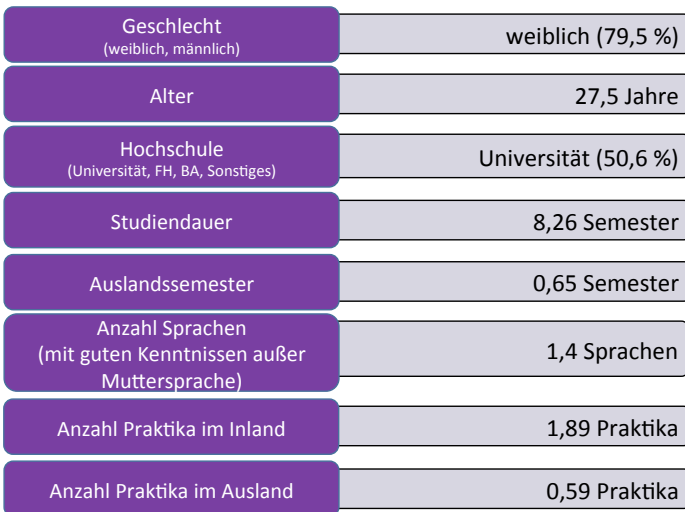 Geschlecht
(weiblich, männlich)
weiblich (79,5 %)
Alter
27,5 Jahre
Hochschule
(Universität, FH, BA, Sonstiges)
Universität (50,6 %)
Studiendauer
8,26 Semester
Auslandssemester
0,65 Semester
Anzahl Sprachen
(mit guten Kenntnissen außer
Muttersprache)
1,4 Sprachen
Anzahl Praktika im Inland
1,89 Praktika
Anzahl Praktika im Ausland
0,59 Praktika